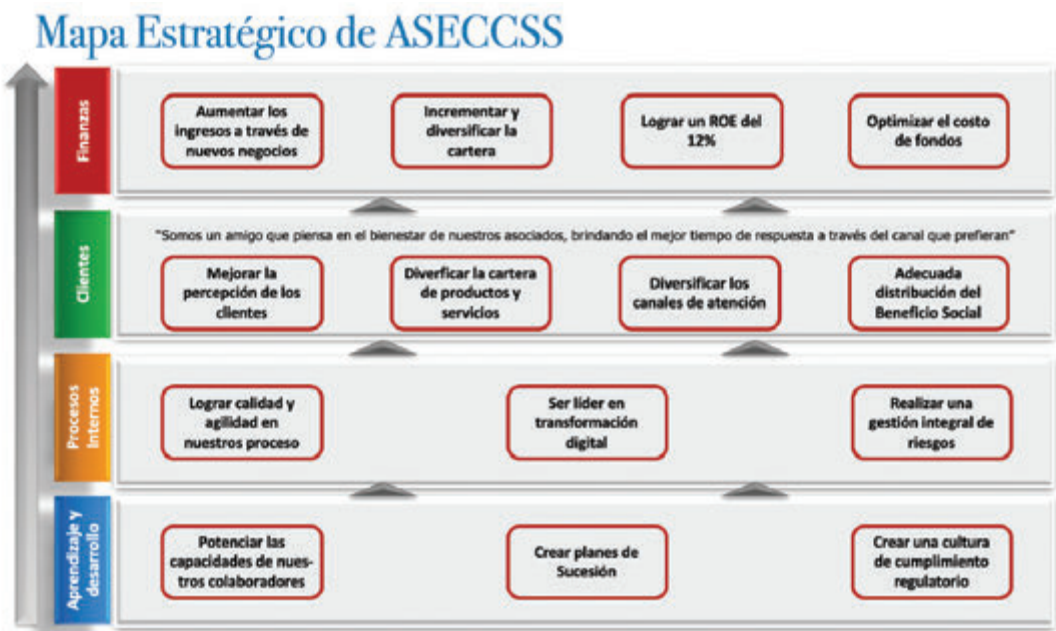 Mapa Estratégico de ASECCSS
Finanzas
Aumentar los
ingresos a través de
nuevos negocios
Incrementar y
diversificar la
cartera
Lograr un ROE del
12%
Optimizar el costo
de fondos
Clientes
"Somos un amigo que piensa en el bienestar de nuestros asociados, brindando el mejor tiempo de respuesta a través del canal que prefieran"
Mejorar la
percepción de los
clientes
Diverficar la cartera
de productos y
servicios
Diversificar los
canales de atención
Adecuada
distribución del
Beneficio Social
Procesos
Internos
Lograr calidad y
agilidad en
nuestros proceso
Ser líder en
transformación
digital
Realizar una
gestión integral de
riesgos
Aprendizaje y
desarrollo
Potenciar las
capacidades de nues-
tros colaboradores
Crear planes de
Sucesión
Crear una cultura
de cumplimiento
regulatorio